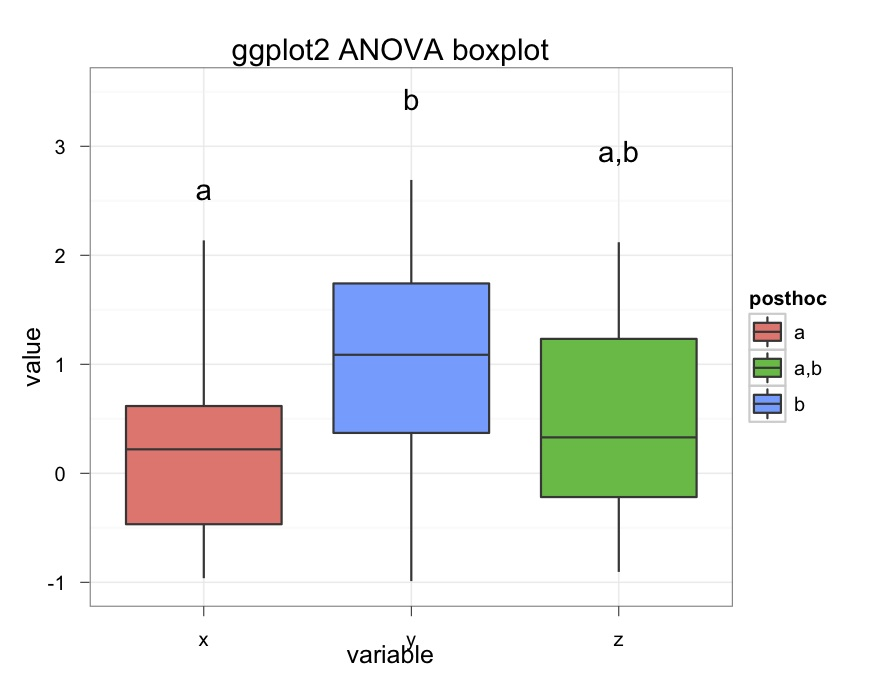 ggplot2 ANOVA boxplot
b
a,b
a
3
2
1
0
-1
value
x y z
variable
posthoc
a
a,b
b